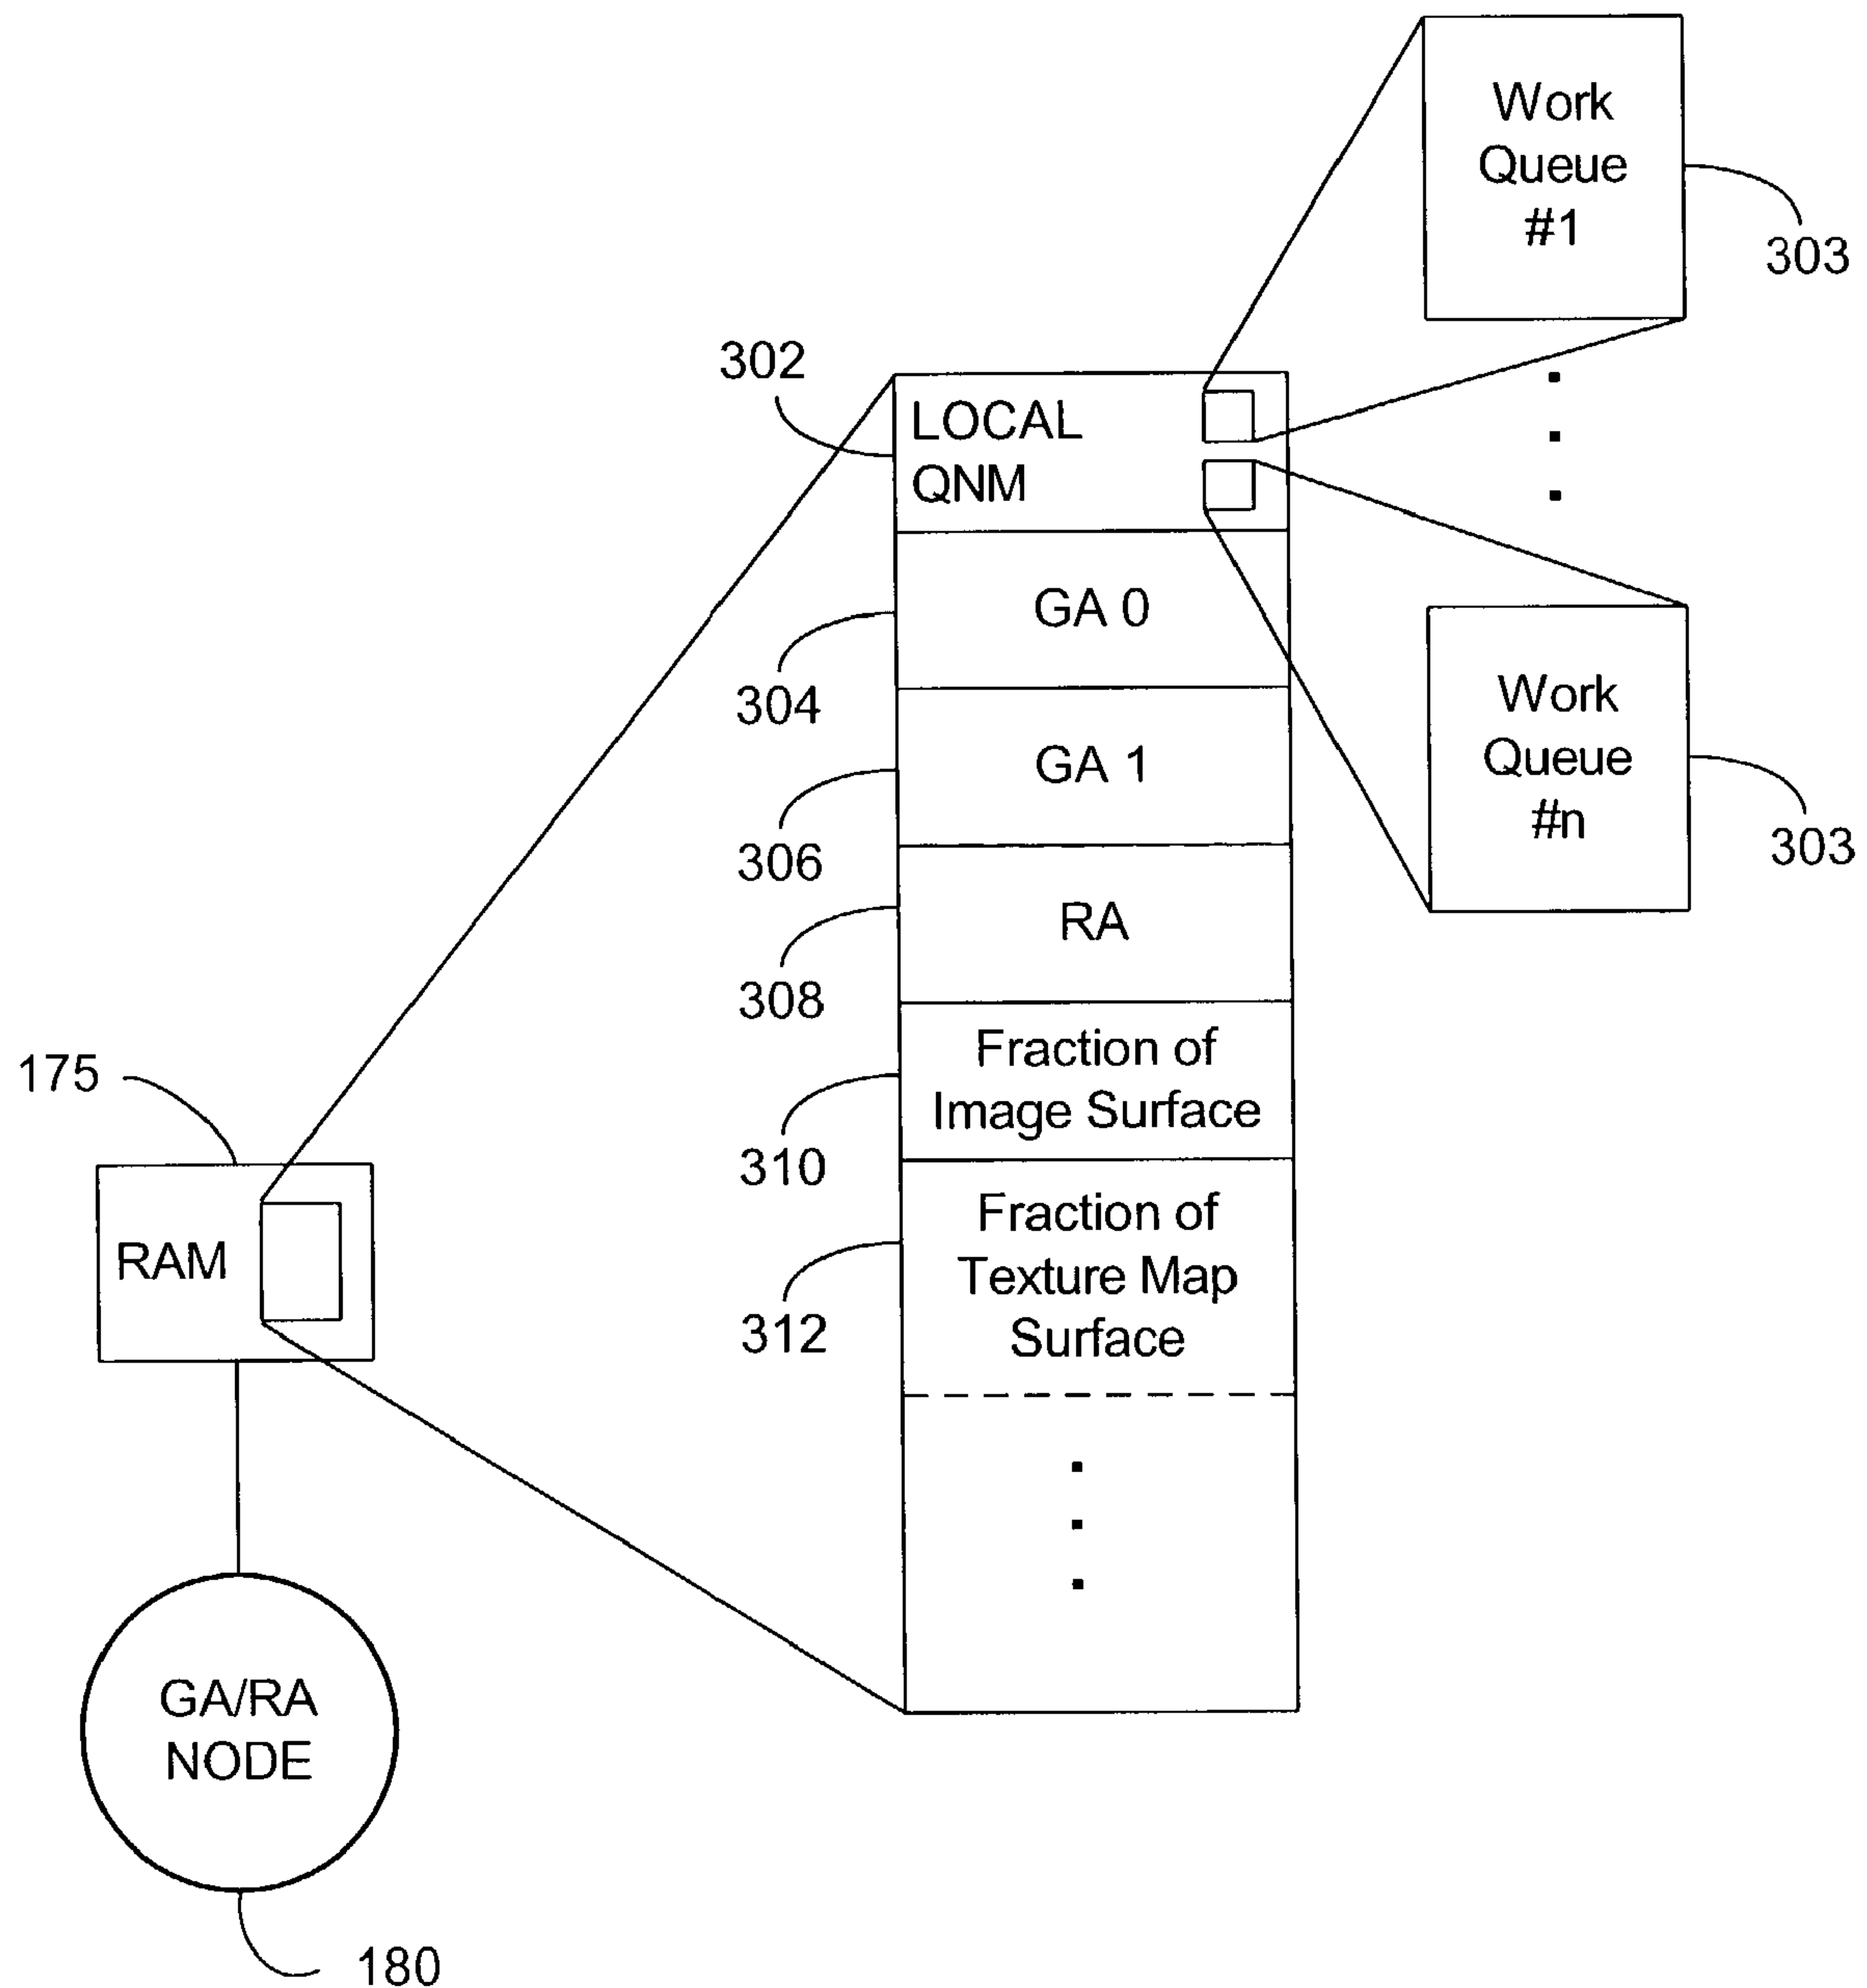 Work
Queue
#1
303
302
LOCAL
QNM
GA 0
304
Work
Queue
#n
303
GA 1
306
RA
308
Fraction of
Image Surface
310
175
RAM
Fraction of
Texture Map
Surface
312
GA/RA
NODE
180